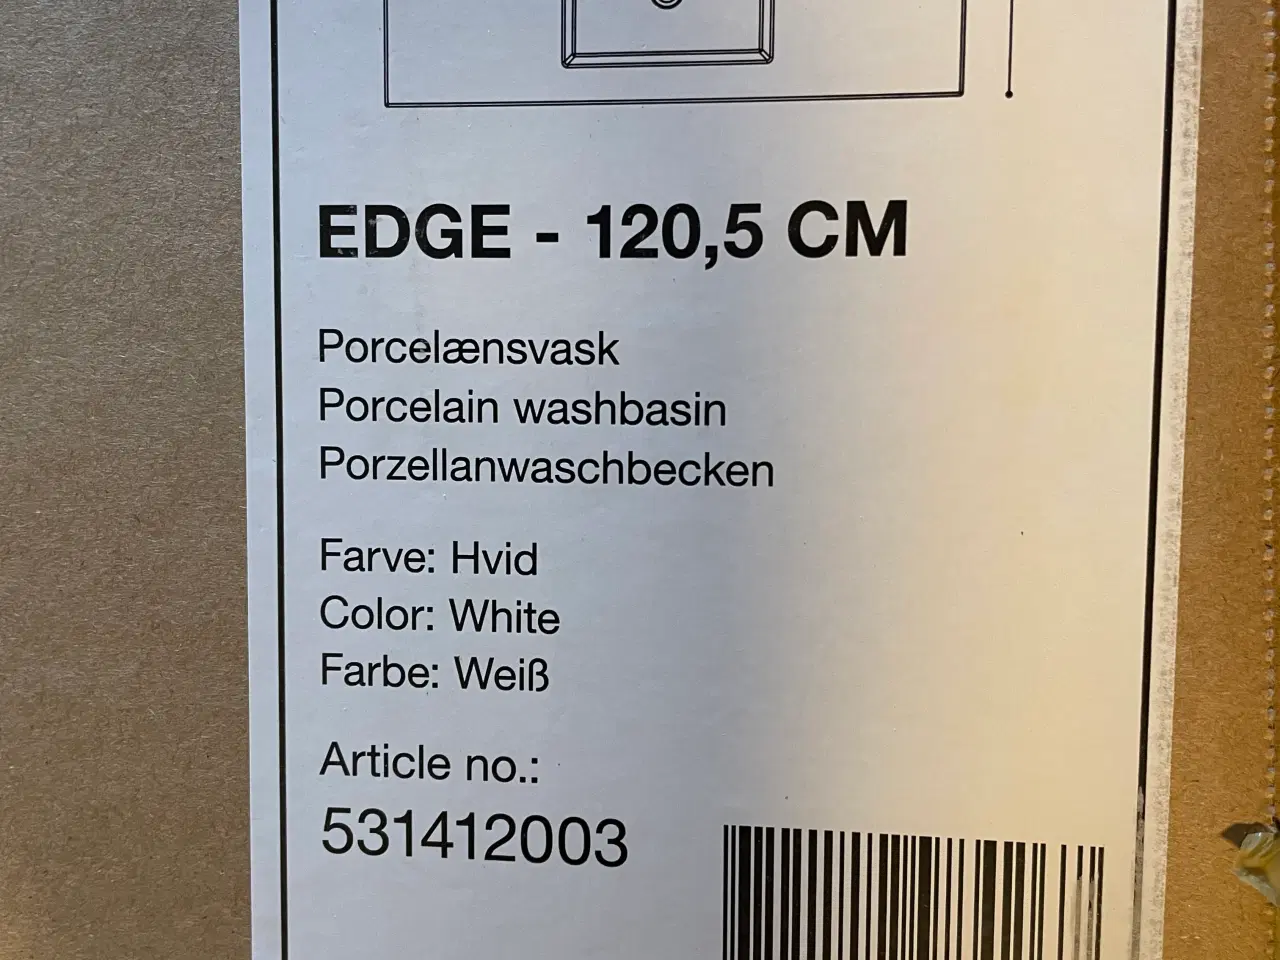 EDGE - 120,5 CM
Porcelænsvask
Porcelain washbasin
Porzellanwaschbecken
Farve: Hvid
Color: White
Farbe: Weiß
Article no.:
531412003